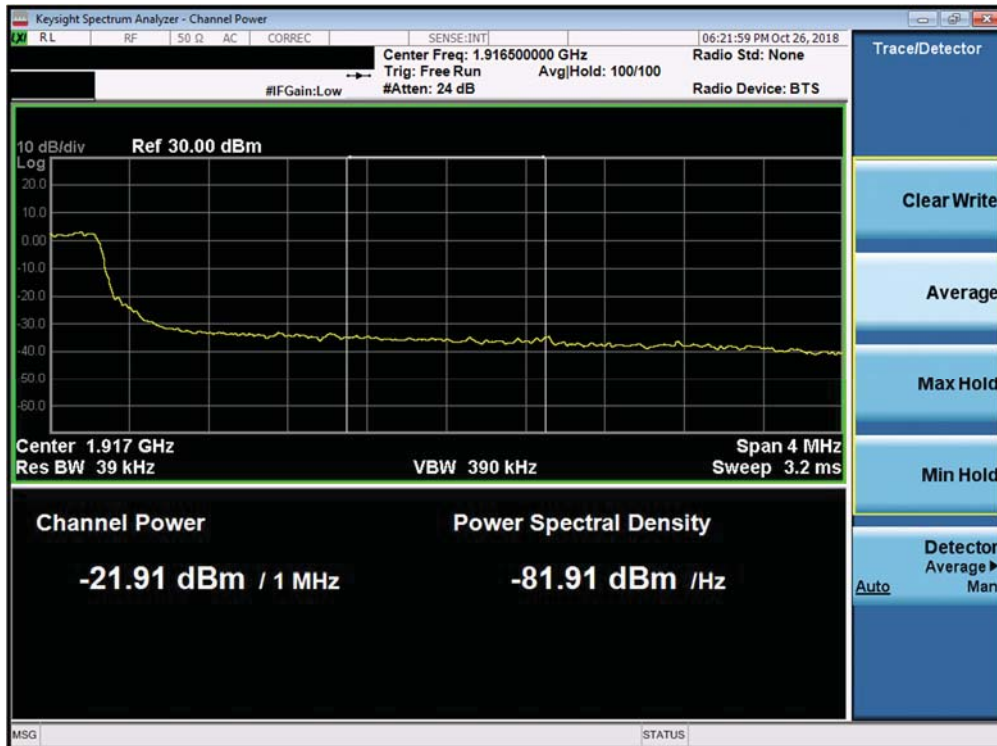 Keysight Spectrum Analyzer - Channel Power
LXI RL RF 50 Ω AC CORREC SENSE:INT 06:21:59 PM Oct 26, 2018
Center Freq: 1.916500000 GHz Radio Std: None
Trig: Free Run Avg|Hold: 100/100
#IFGain:Low #Atten: 24 dB Radio Device: BTS
10 dB/div Ref 30.00 dBm
Log
20.0
10.0
0.00
-10.0
-20.0
-30.0
-40.0
-50.0
-60.0
Center 1.917 GHz Span 4 MHz
Res BW 39 kHz VBW 390 kHz Sweep 3.2 ms
Channel Power Power Spectral Density
-21.91 dBm / 1 MHz -81.91 dBm /Hz
MSG STATUS
Trace/Detector
Clear Write
Average
Max Hold
Min Hold
Detector
Average
Auto Man